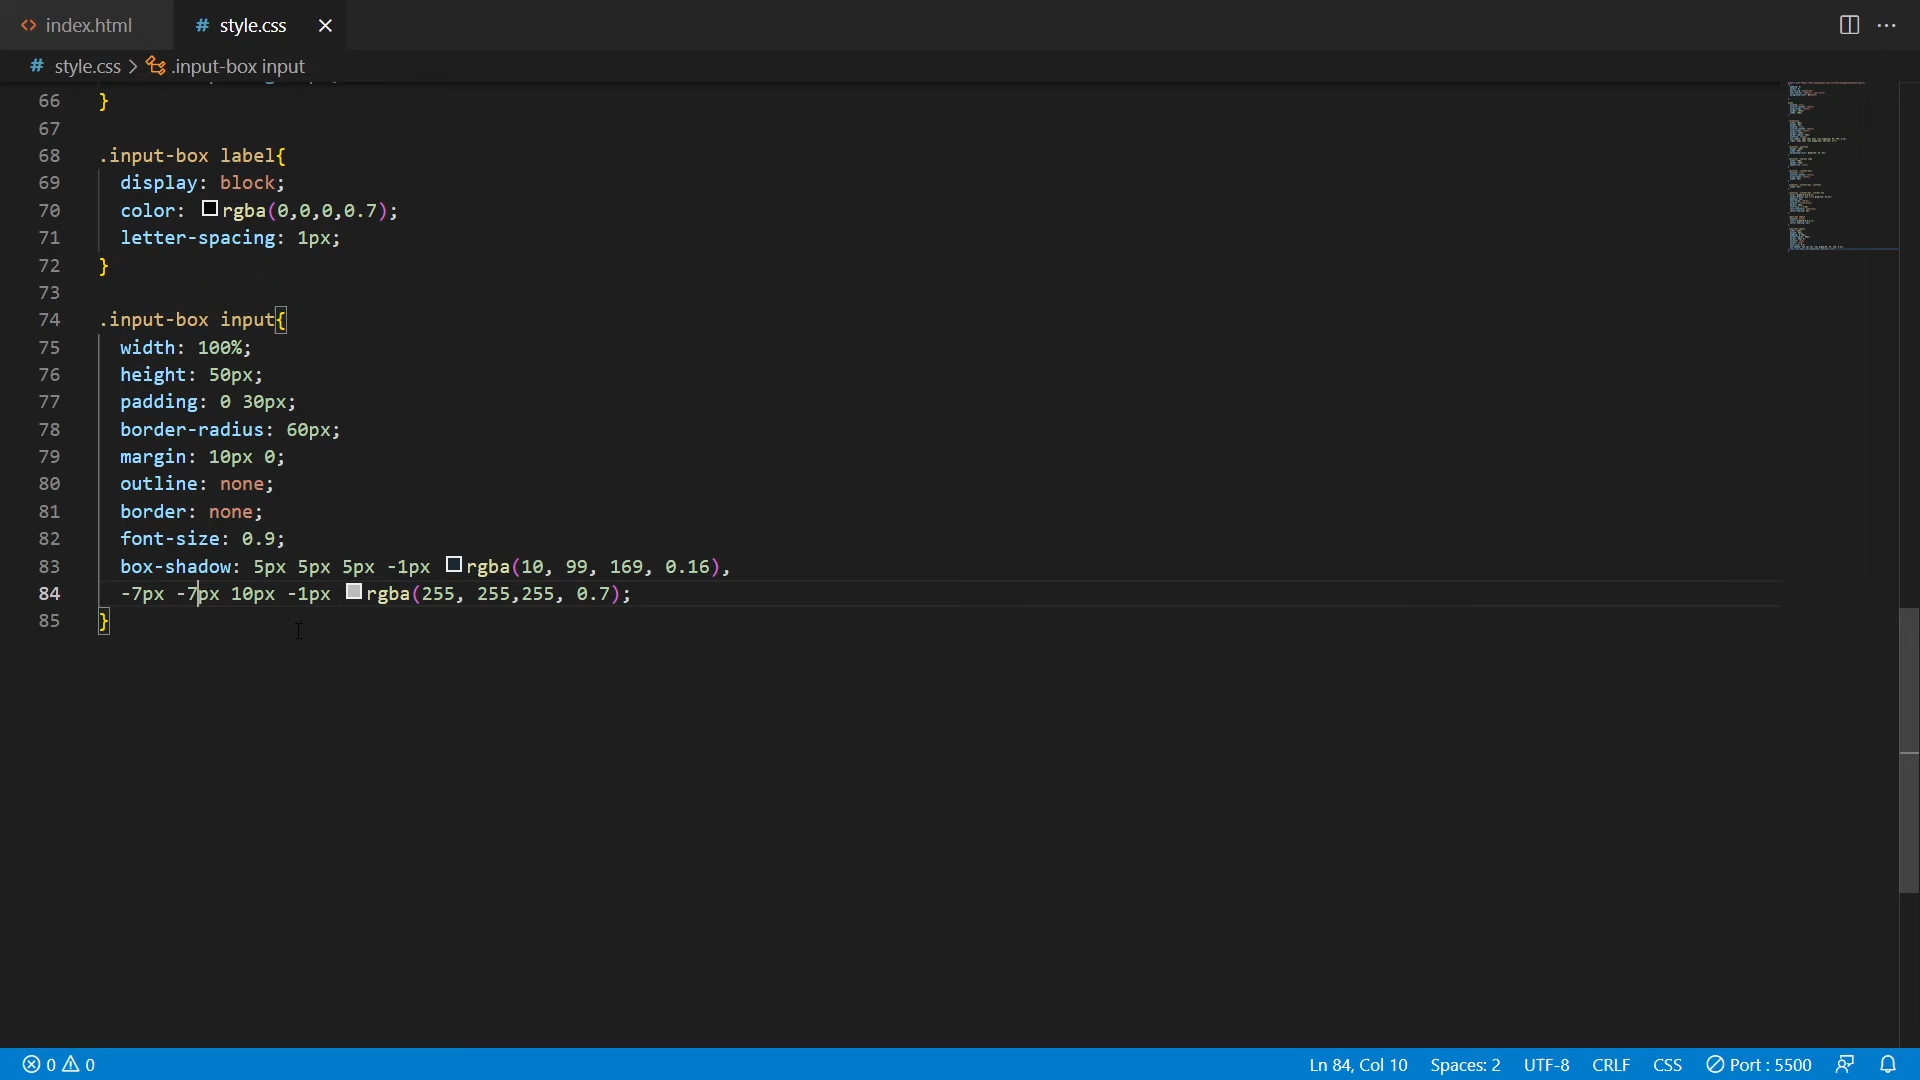 index.html
style.css
style.css > .input-box input
66 }
67
68 .input-box label{
69 display: block;
70 color: rgba(0,0,0,0.7);
71 letter-spacing: 1px;
72 }
73
74 .input-box input{
75 width: 100%;
76 height: 50px;
77 padding: 0 30px;
78 border-radius: 60px;
79 margin: 10px 0;
80 outline: none;
81 border: none;
82 font-size: 0.9;
83 box-shadow: 5px 5px 5px -1px rgba(10, 99, 169, 0.16),
84 -7px -7px 10px -1px rgba(255, 255,255, 0.7);
85 }
0 0 Ln 84, Col 10 Spaces: 2 UTF-8 CRLF CSS Port : 5500